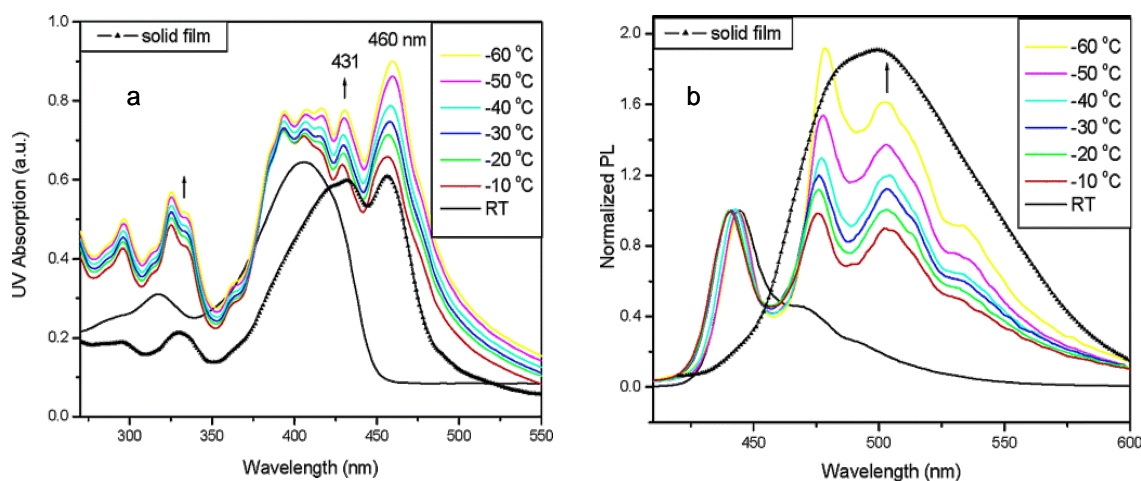 solid film
a
431
460 nm
-60 °C
-50 °C
-40 °C
-30 °C
-20 °C
-10 °C
RT
UV Absorption (a.u.)
1.0
0.8
0.6
0.4
0.2
0.0
300 350 400 450 500 550
Wavelength (nm)
solid film
b
-60 °C
-50 °C
-40 °C
-30 °C
-20 °C
-10 °C
RT
Normalized PL
2.0
1.6
1.2
0.8
0.4
0.0
450 500 550 600
Wavelength (nm)